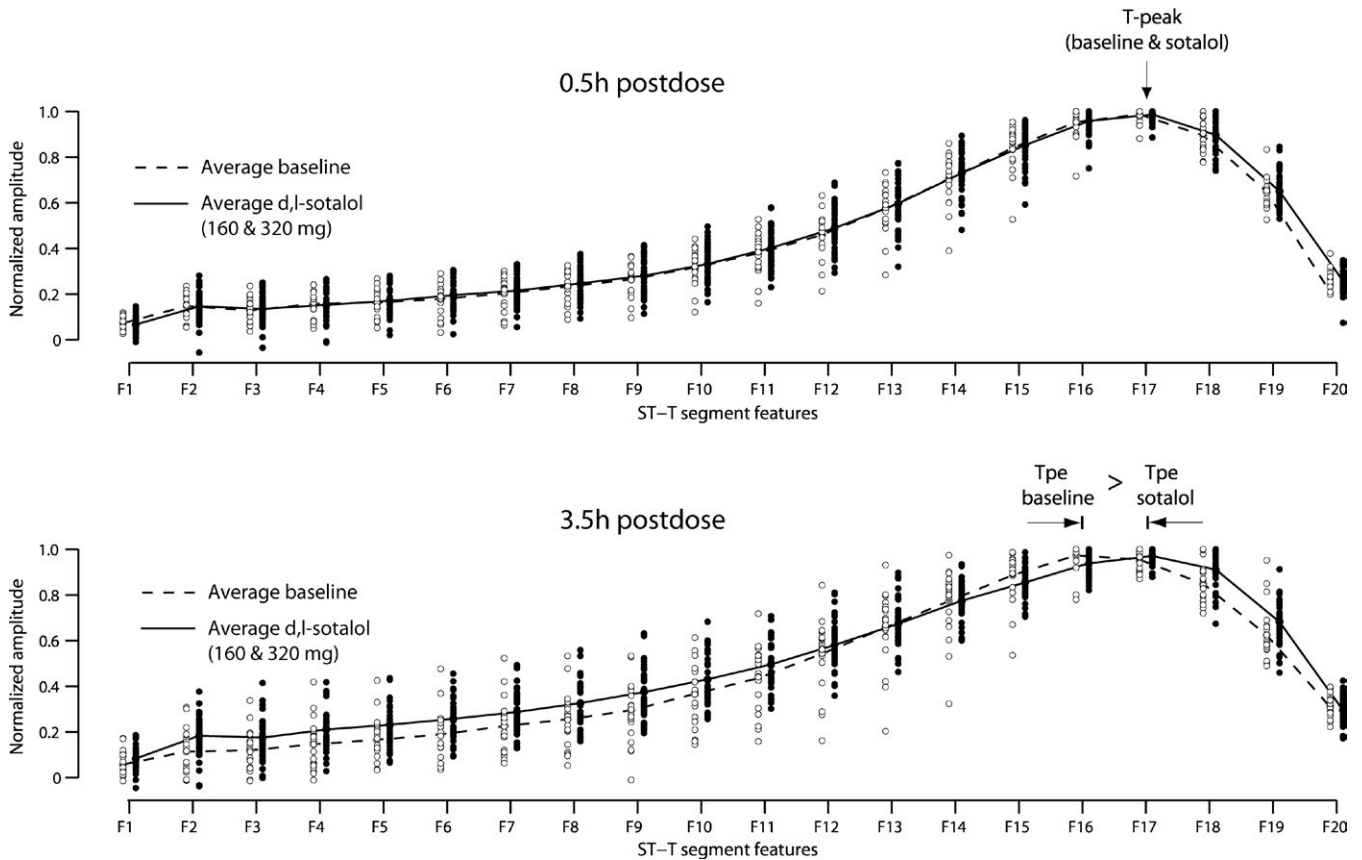 T-peak
(baseline & sotalol)
0.5h postdose
Normalized amplitude
1.0
0.8
0.6
0.4
0.2
0
Average baseline
Average d,l-sotalol
(160 & 320 mg)
F1 F2 F3 F4 F5 F6 F7 F8 F9 F10 F11 F12 F13 F14 F15 F16 F17 F18 F19 F20
ST–T segment features
Tpe > Tpe
baseline sotalol
3.5h postdose
Normalized amplitude
1.0
0.8
0.6
0.4
0.2
0
Average baseline
Average d,l-sotalol
(160 & 320 mg)
F1 F2 F3 F4 F5 F6 F7 F8 F9 F10 F11 F12 F13 F14 F15 F16 F17 F18 F19 F20
ST–T segment features